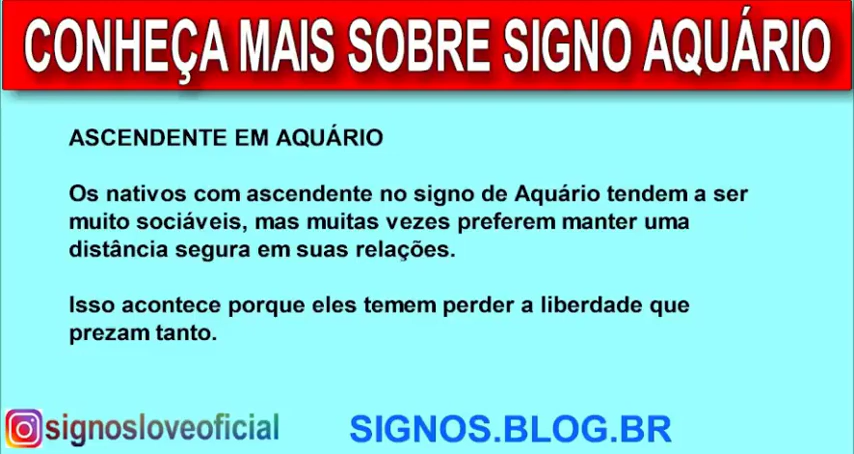 CONHEÇA MAIS SOBRE SIGNO AQUÁRIO
ASCENDENTE EM AQUÁRIO
Os nativos com ascendente no signo de Aquário tendem a ser
muito sociáveis, mas muitas vezes preferem manter uma
distância segura em suas relações.
Isso acontece porque eles temem perder a liberdade que
prezam tanto.
signosloveoficial
SIGNOS.BLOG.BR